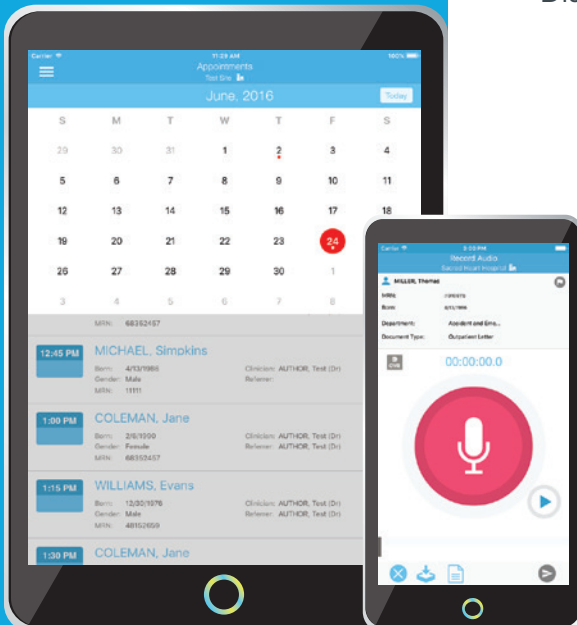 Carrier 11:29 AM 100%
Appointments
Test Site
June, 2016 Today
S M T W T F S
29 30 31 1 2 3 4
5 6 7 8 9 10 11
12 13 14 15 16 17 18
19 20 21 22 23 24
26 27 28 29 30 1
3 4 5 6 7 8
MRN: 68352457
12:45 PM MICHAEL, Simpkins
Born: 4/13/1986 Clinician: AUTHOR, Test (Dr)
Gender: Male Referrer:
MRN: 11111
1:00 PM COLEMAN, Jane
Born: 2/8/1990 Clinician: AUTHOR, Test (Dr)
Gender: Female Referrer: AUTHOR, Test (Dr)
MRN: 68352457
1:15 PM WILLIAMS, Evans
Born: 12/30/1976 Clinician: AUTHOR, Test (Dr)
Gender: Male Referrer: AUTHOR, Test (Dr)
MRN: 48152659
1:30 PM COLEMAN, Jane
Carrier PM
Record Audio
Sacred Heart Hospital
MILLER, Thomas
MRN:
Born:
Department: Accident and Eme...
Document Type: Outpatient Letter
OVR 00:00:00.0